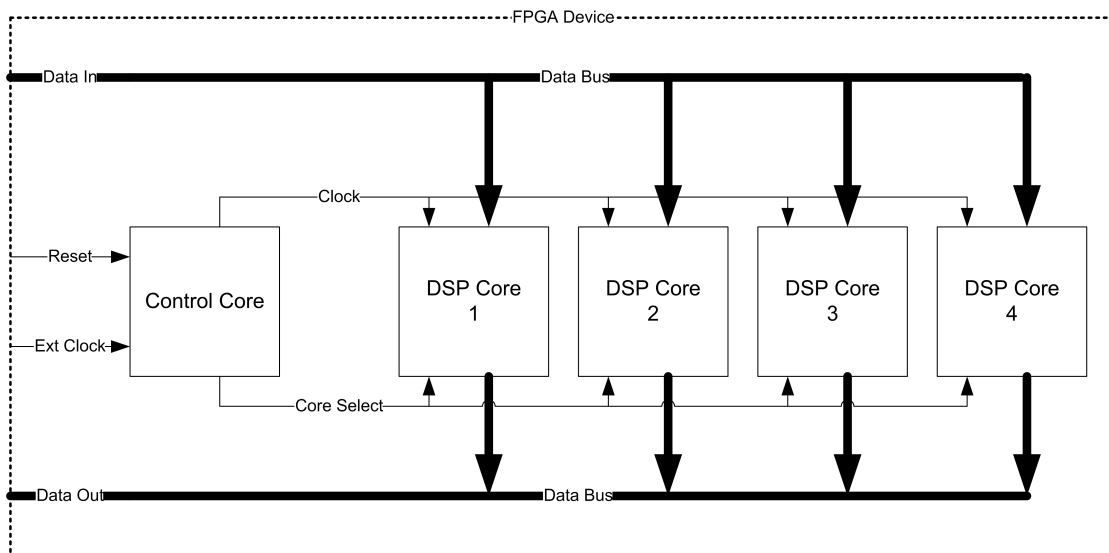 FPGA Device
Data In
Data Bus
Clock
Reset
Control Core
Ext Clock
DSP Core
1
DSP Core
2
DSP Core
3
DSP Core
4
Core Select
Data Out
Data Bus